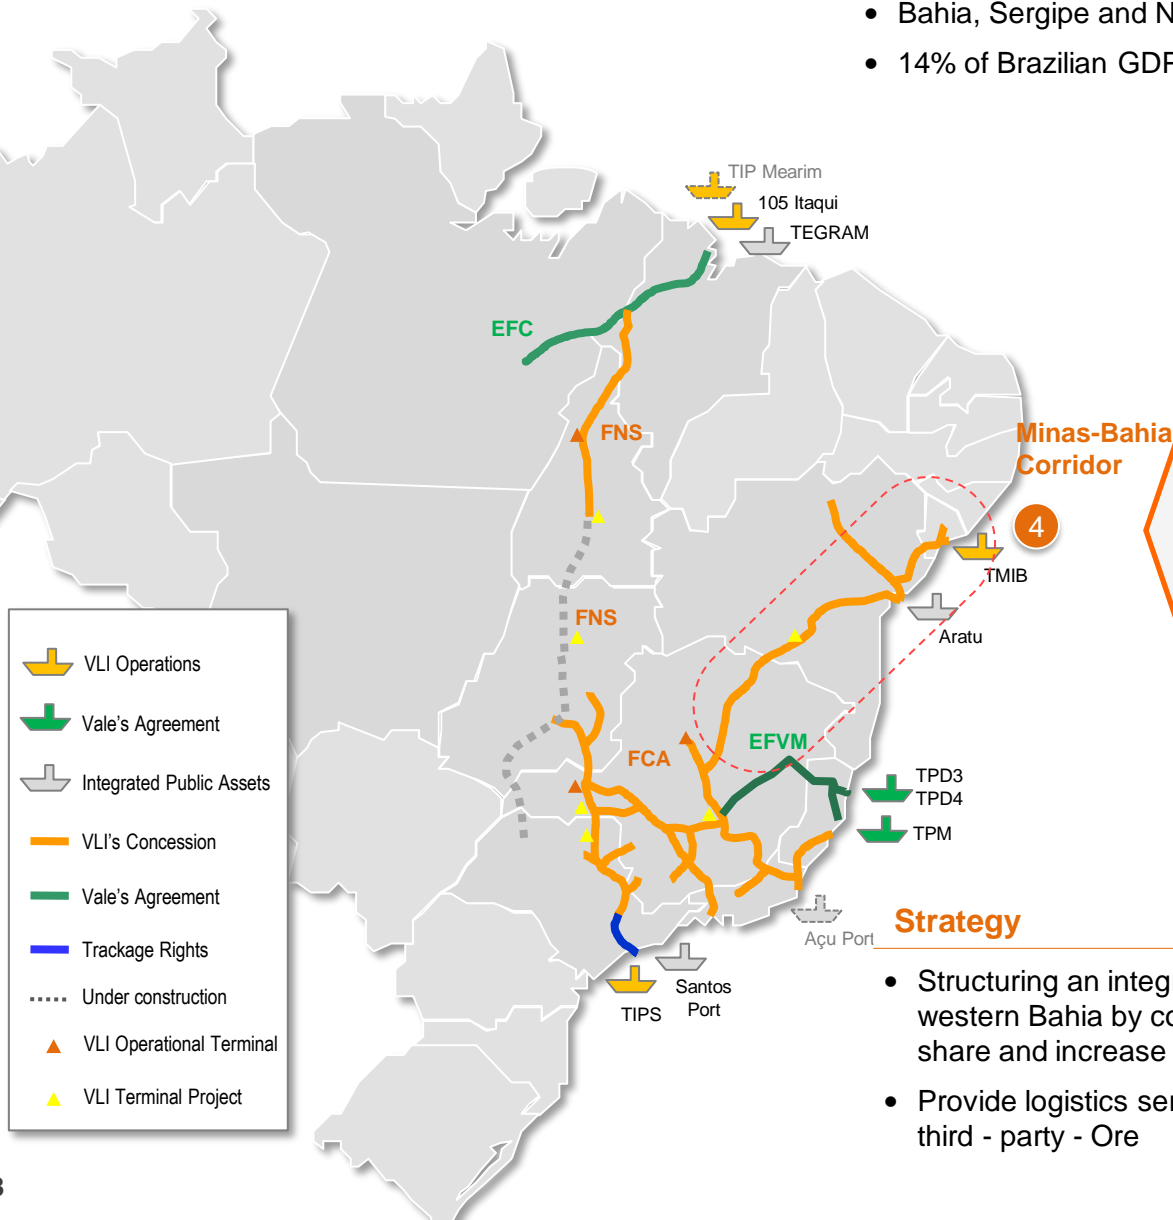 • Bahia, Sergipe and N
• 14% of Brazilian GDP
TIP Mearim
105 Itaqui
TEGRAM
EFC
FNS
Minas-Bahia
Corridor
4
TMIB
Aratu
FNS
VLI Operations
Vale's Agreement
Integrated Public Assets
VLI's Concession
Vale's Agreement
Trackage Rights
Under construction
VLI Operational Terminal
VLI Terminal Project
FCA
EFVM
TPD3
TPD4
TPM
Açu Port
TIPS
Santos
Port
Strategy
• Structuring an integ
western Bahia by co
share and increase
• Provide logistics ser
third - party - Ore